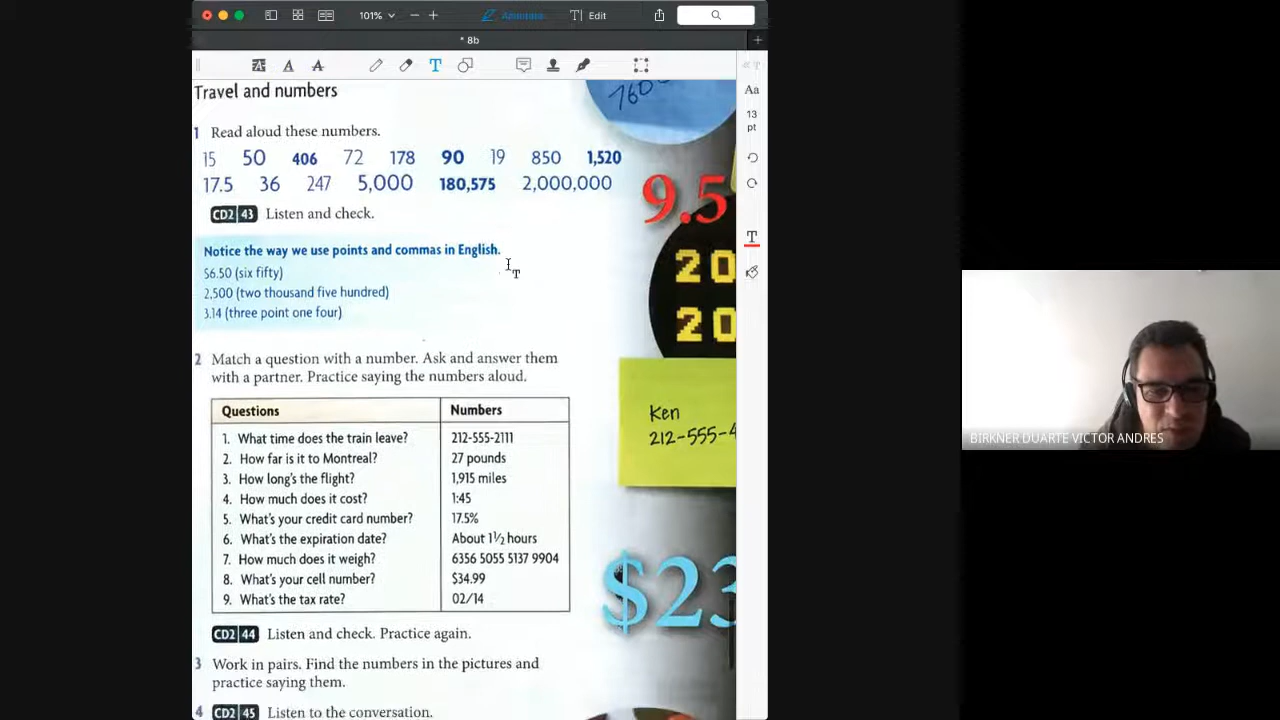 101%
Annotate
Edit
* 8b
Aa
13
pt
Travel and numbers
760
1 Read aloud these numbers.
15 50 406 72 178 90 19 850 1,520
17.5 36 247 5,000 180,575 2,000,000
9.5
CD2 43 Listen and check.
Notice the way we use points and commas in English.
$6.50 (six fifty)
2,500 (two thousand five hundred)
3.14 (three point one four)
20
20
2 Match a question with a number. Ask and answer them
with a partner. Practice saying the numbers aloud.
Questions Numbers
1. What time does the train leave? 212-555-2111
2. How far is it to Montreal? 27 pounds
3. How long's the flight? 1,915 miles
4. How much does it cost? 1:45
5. What's your credit card number? 17.5%
6. What's the expiration date? About 1½ hours
7. How much does it weigh? 6356 5055 5137 9904
8. What's your cell number? $34.99
9. What's the tax rate? 02/14
Ken
212-555-4
$23
CD2 44 Listen and check. Practice again.
3 Work in pairs. Find the numbers in the pictures and
practice saying them.
4 CD2 45 Listen to the conversation.
BIRKNER DUARTE VICTOR ANDRES